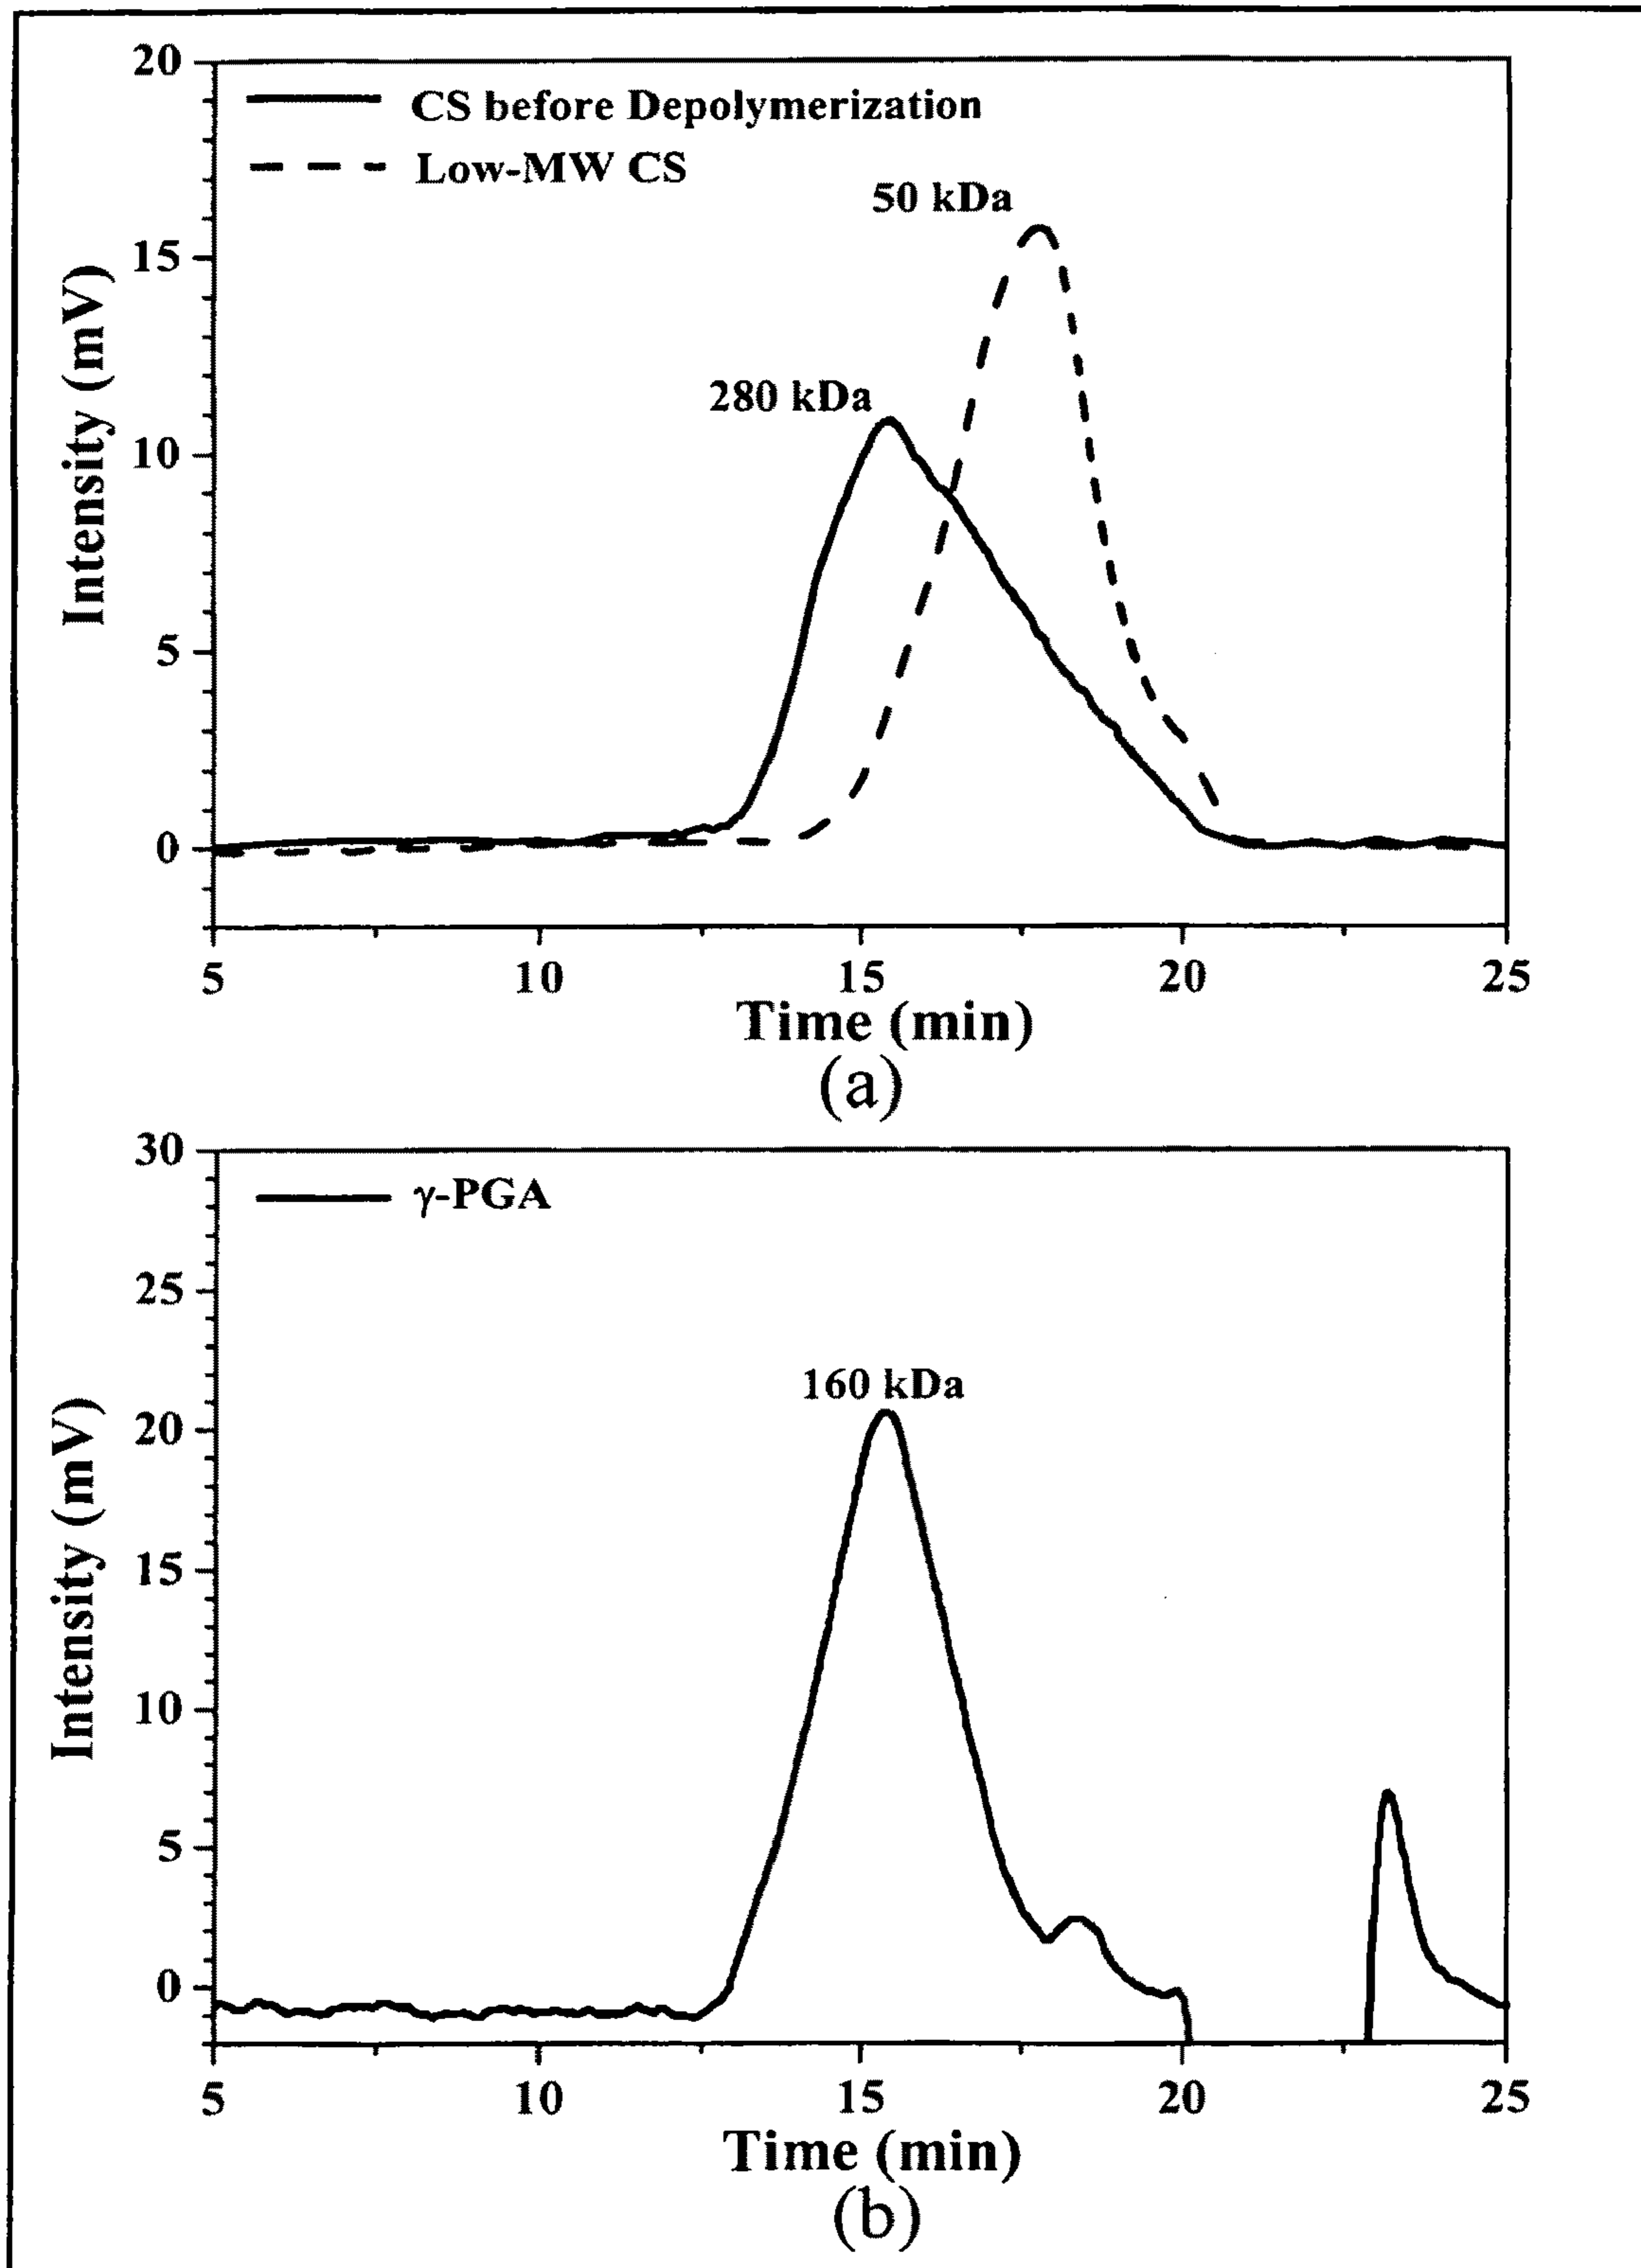 20
CS before Depolymerization
Low-MW CS
50 kDa
15
280 kDa
Intensity (mV)
10
5
0
5 10 15 20 25
Time (min)
(a)
30
γ-PGA
25
160 kDa
20
Intensity (mV)
15
10
5
0
5 10 15 20 25
Time (min)
(b)